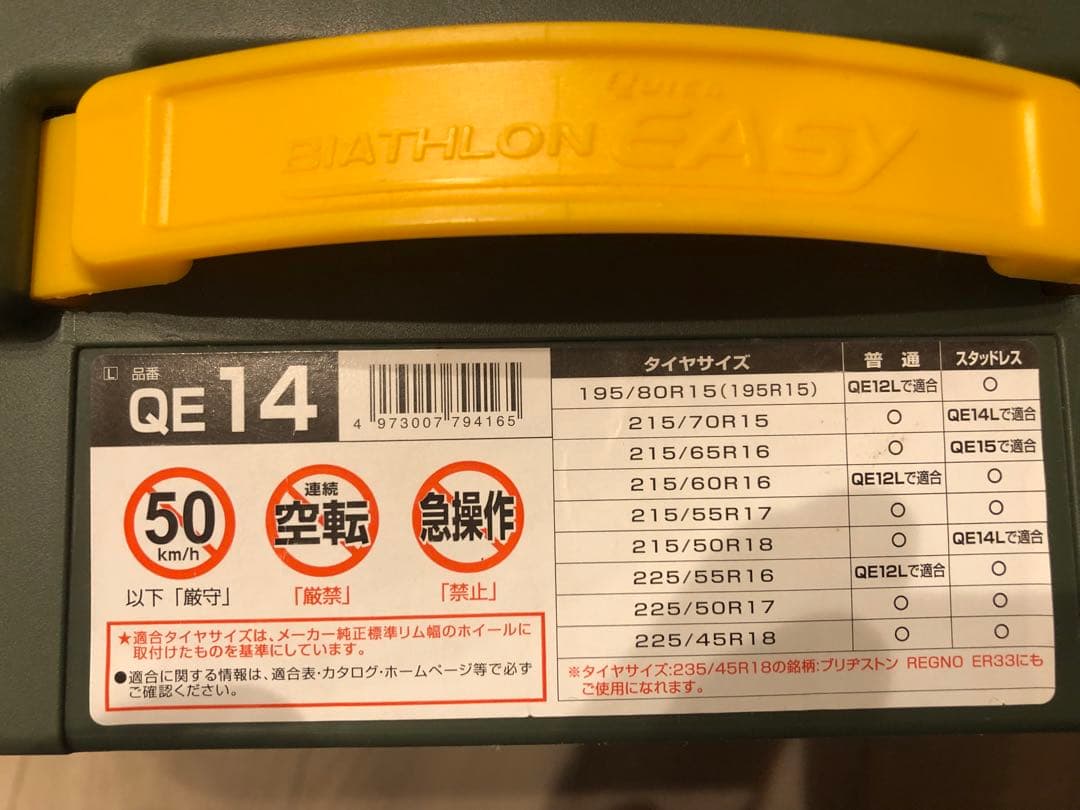 Quick
BIATHLON EASy
L 品番
QE14
4 973007 794165
50
km/h
以下「厳守」
連続
空転
「厳禁」
急操作
「禁止」
★適合タイヤサイズは、メーカー純正標準リム幅のホイールに
取付けたものを基準にしています。
●適合に関する情報は、適合表・カタログ・ホームページ等で必ず
ご確認ください。
タイヤサイズ 普通 スタッドレス
195/80R15(195R15) QE12Lで適合 ○
215/70R15 ○ QE14Lで適合
215/65R16 ○ QE15で適合
215/60R16 QE12Lで適合 ○
215/55R17 ○ ○
215/50R18 ○ QE14Lで適合
225/55R16 QE12Lで適合 ○
225/50R17 ○ ○
225/45R18 ○ ○
※タイヤサイズ:235/45R18の銘柄:ブリヂストン REGNO ER33にも
ご使用になれます。